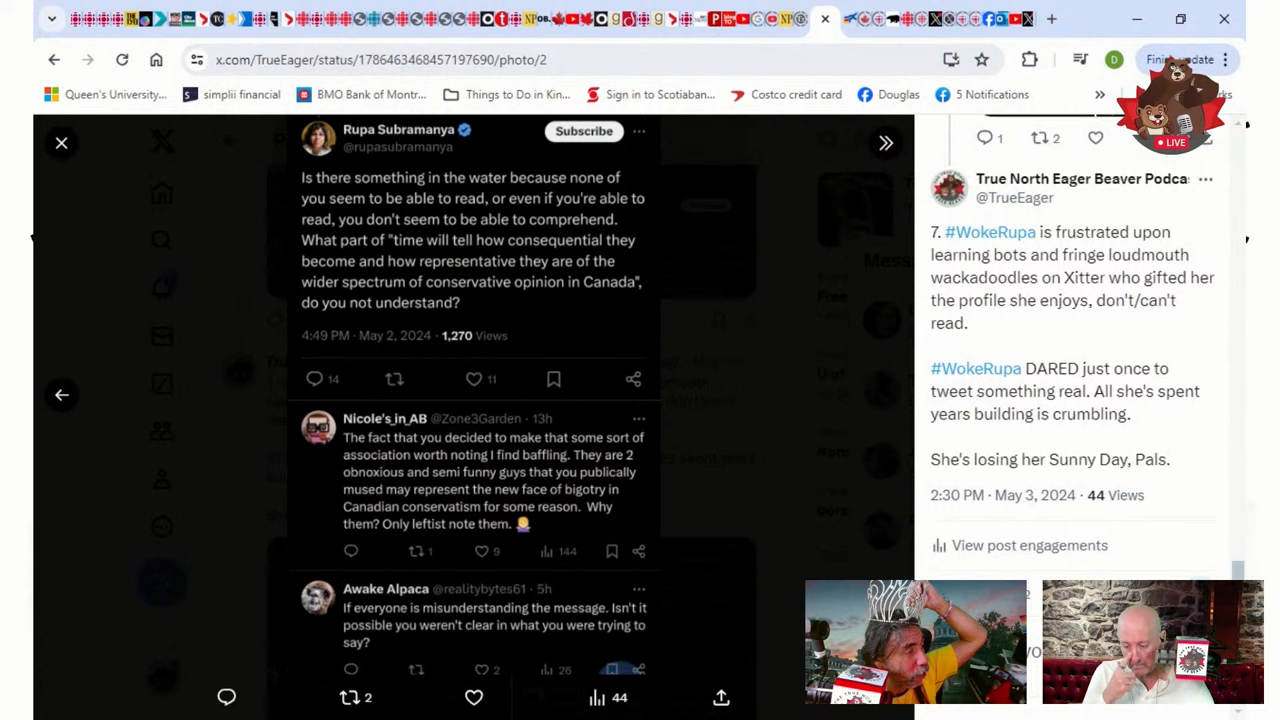 x.com/TrueEager/status/1786463468457197690/photo/2
Queen's University...
simplii financial
BMO Bank of Montr...
Things to Do in Kin...
Sign in to Scotiaban...
Costco credit card
Douglas
5 Notifications
LIVE
Rupa Subramanya
@rupasubramanya
Subscribe
Is there something in the water because none of
you seem to be able to read, or even if you're able to
read, you don't seem to be able to comprehend.
What part of "time will tell how consequential they
become and how representative they are of the
wider spectrum of conservative opinion in Canada",
do you not understand?
4:49 PM · May 2, 2024 · 1,270 Views
14
11
Nicole's_in_AB @Zone3Garden · 13h
The fact that you decided to make that some sort of
association worth noting I find baffling. They are 2
obnoxious and semi funny guys that you publically
mused may represent the new face of bigotry in
Canadian conservatism for some reason. Why
them? Only leftist note them.
1
9
144
Awake Alpaca @realitybytes61 · 5h
If everyone is misunderstanding the message. Isn't it
possible you weren't clear in what you were trying to
say?
2
26
2
44
1
2
True North Eager Beaver Podca
@TrueEager
7. #WokeRupa is frustrated upon
learning bots and fringe loudmouth
wackadoodles on Xitter who gifted her
the profile she enjoys, don't/can't
read.
#WokeRupa DARED just once to
tweet something real. All she's spent
years building is crumbling.
She's losing her Sunny Day, Pals.
2:30 PM · May 3, 2024 · 44 Views
View post engagements